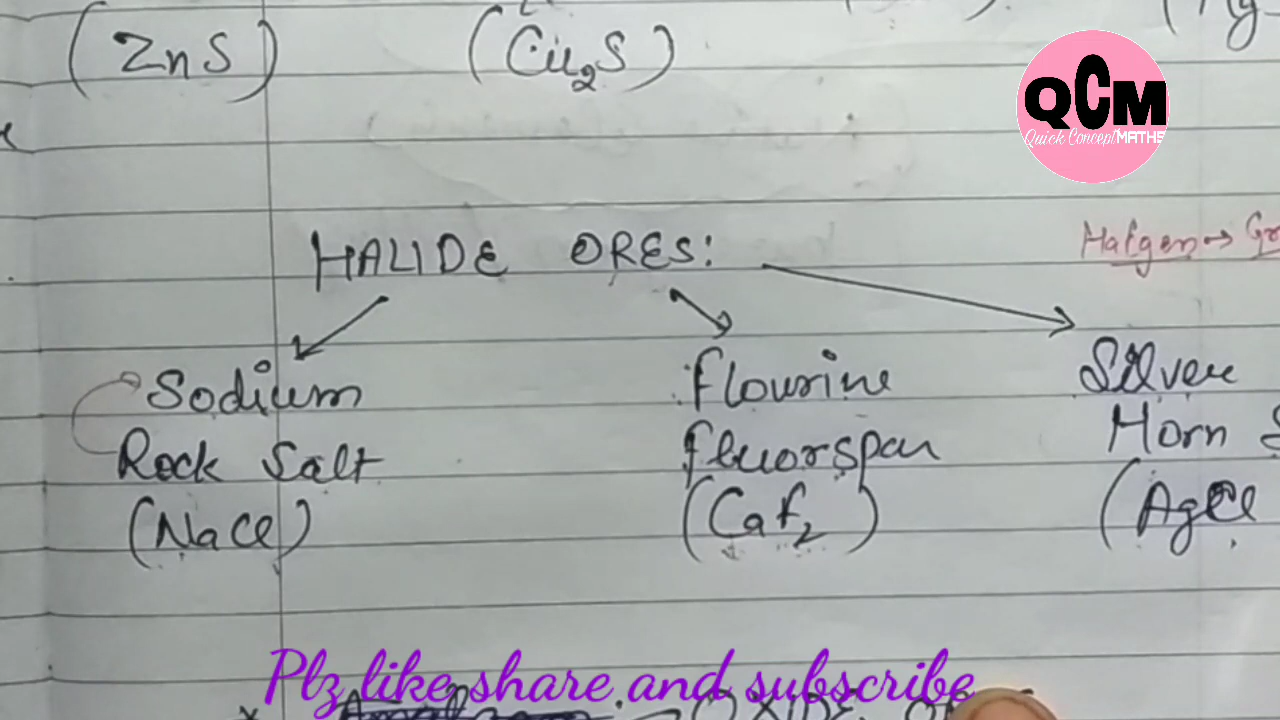 (ZnS) (Cu₂S)
QCM
Quick Concept MATHS
HALIDE ORES:
Halgen →
Sodium Flourine Silver
Rock Salt fluorspar Horn
(NaCl) (CaF₂) (AgCl
Plz like share and subscribe
OXIDE